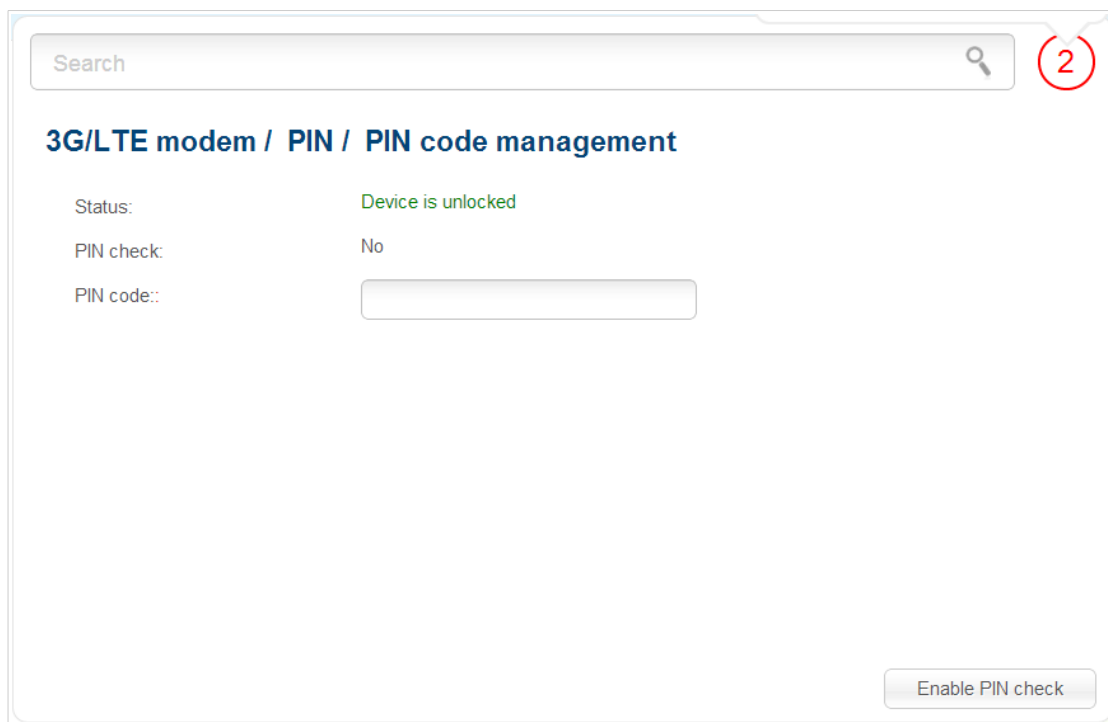 Search
2
3G/LTE modem / PIN / PIN code management
Status: Device is unlocked
PIN check: No
PIN code::
Enable PIN check